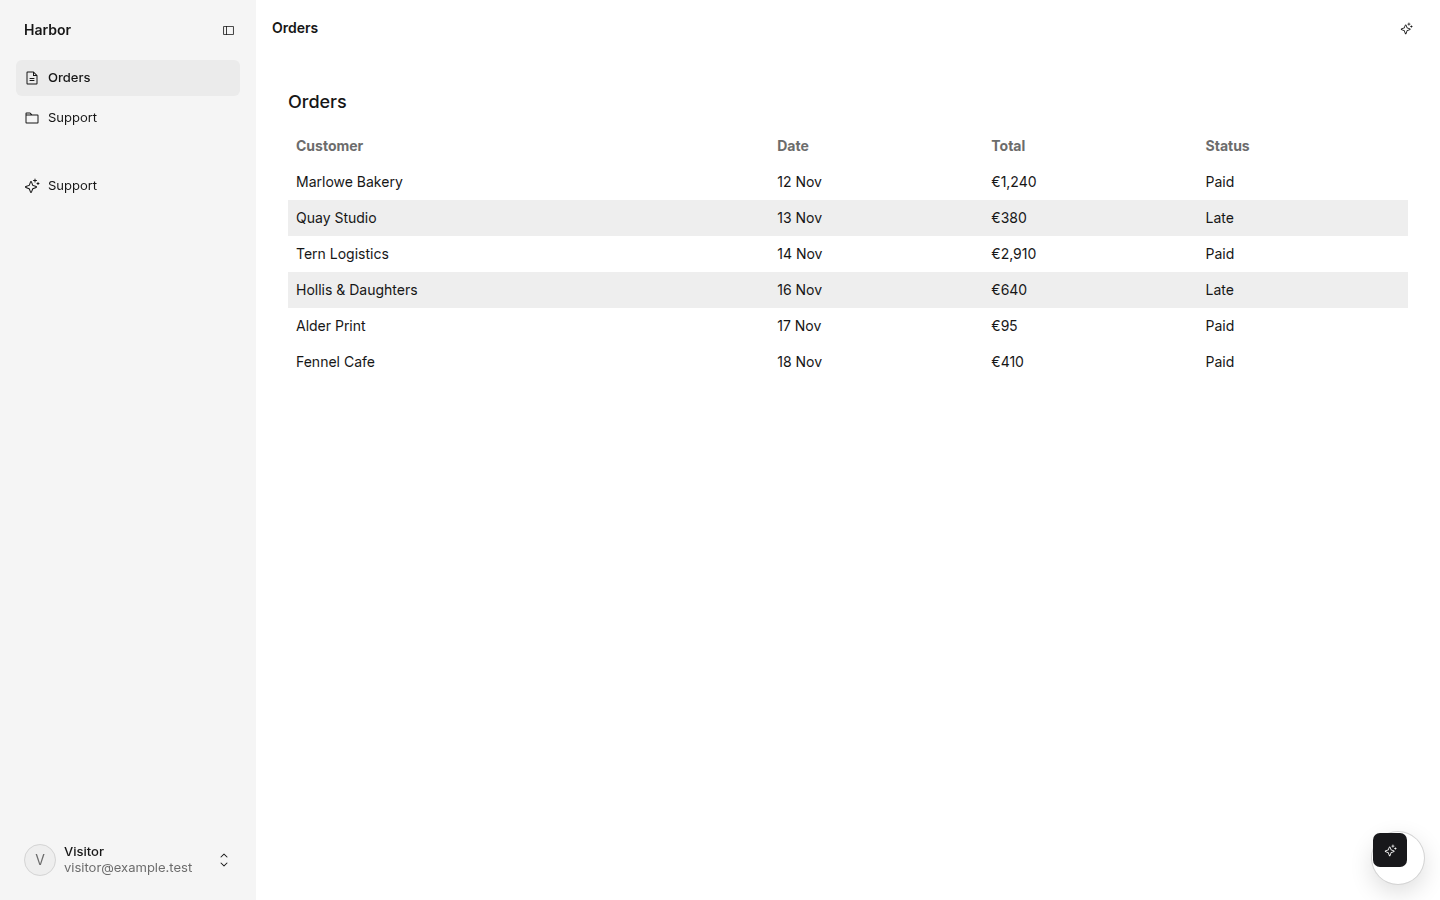 Harbor
Orders
Support
Support
V
Visitor
visitor@example.test
Orders
Orders
Customer Date Total Status
Marlowe Bakery 12 Nov €1,240 Paid
Quay Studio 13 Nov €380 Late
Tern Logistics 14 Nov €2,910 Paid
Hollis & Daughters 16 Nov €640 Late
Alder Print 17 Nov €95 Paid
Fennel Cafe 18 Nov €410 Paid